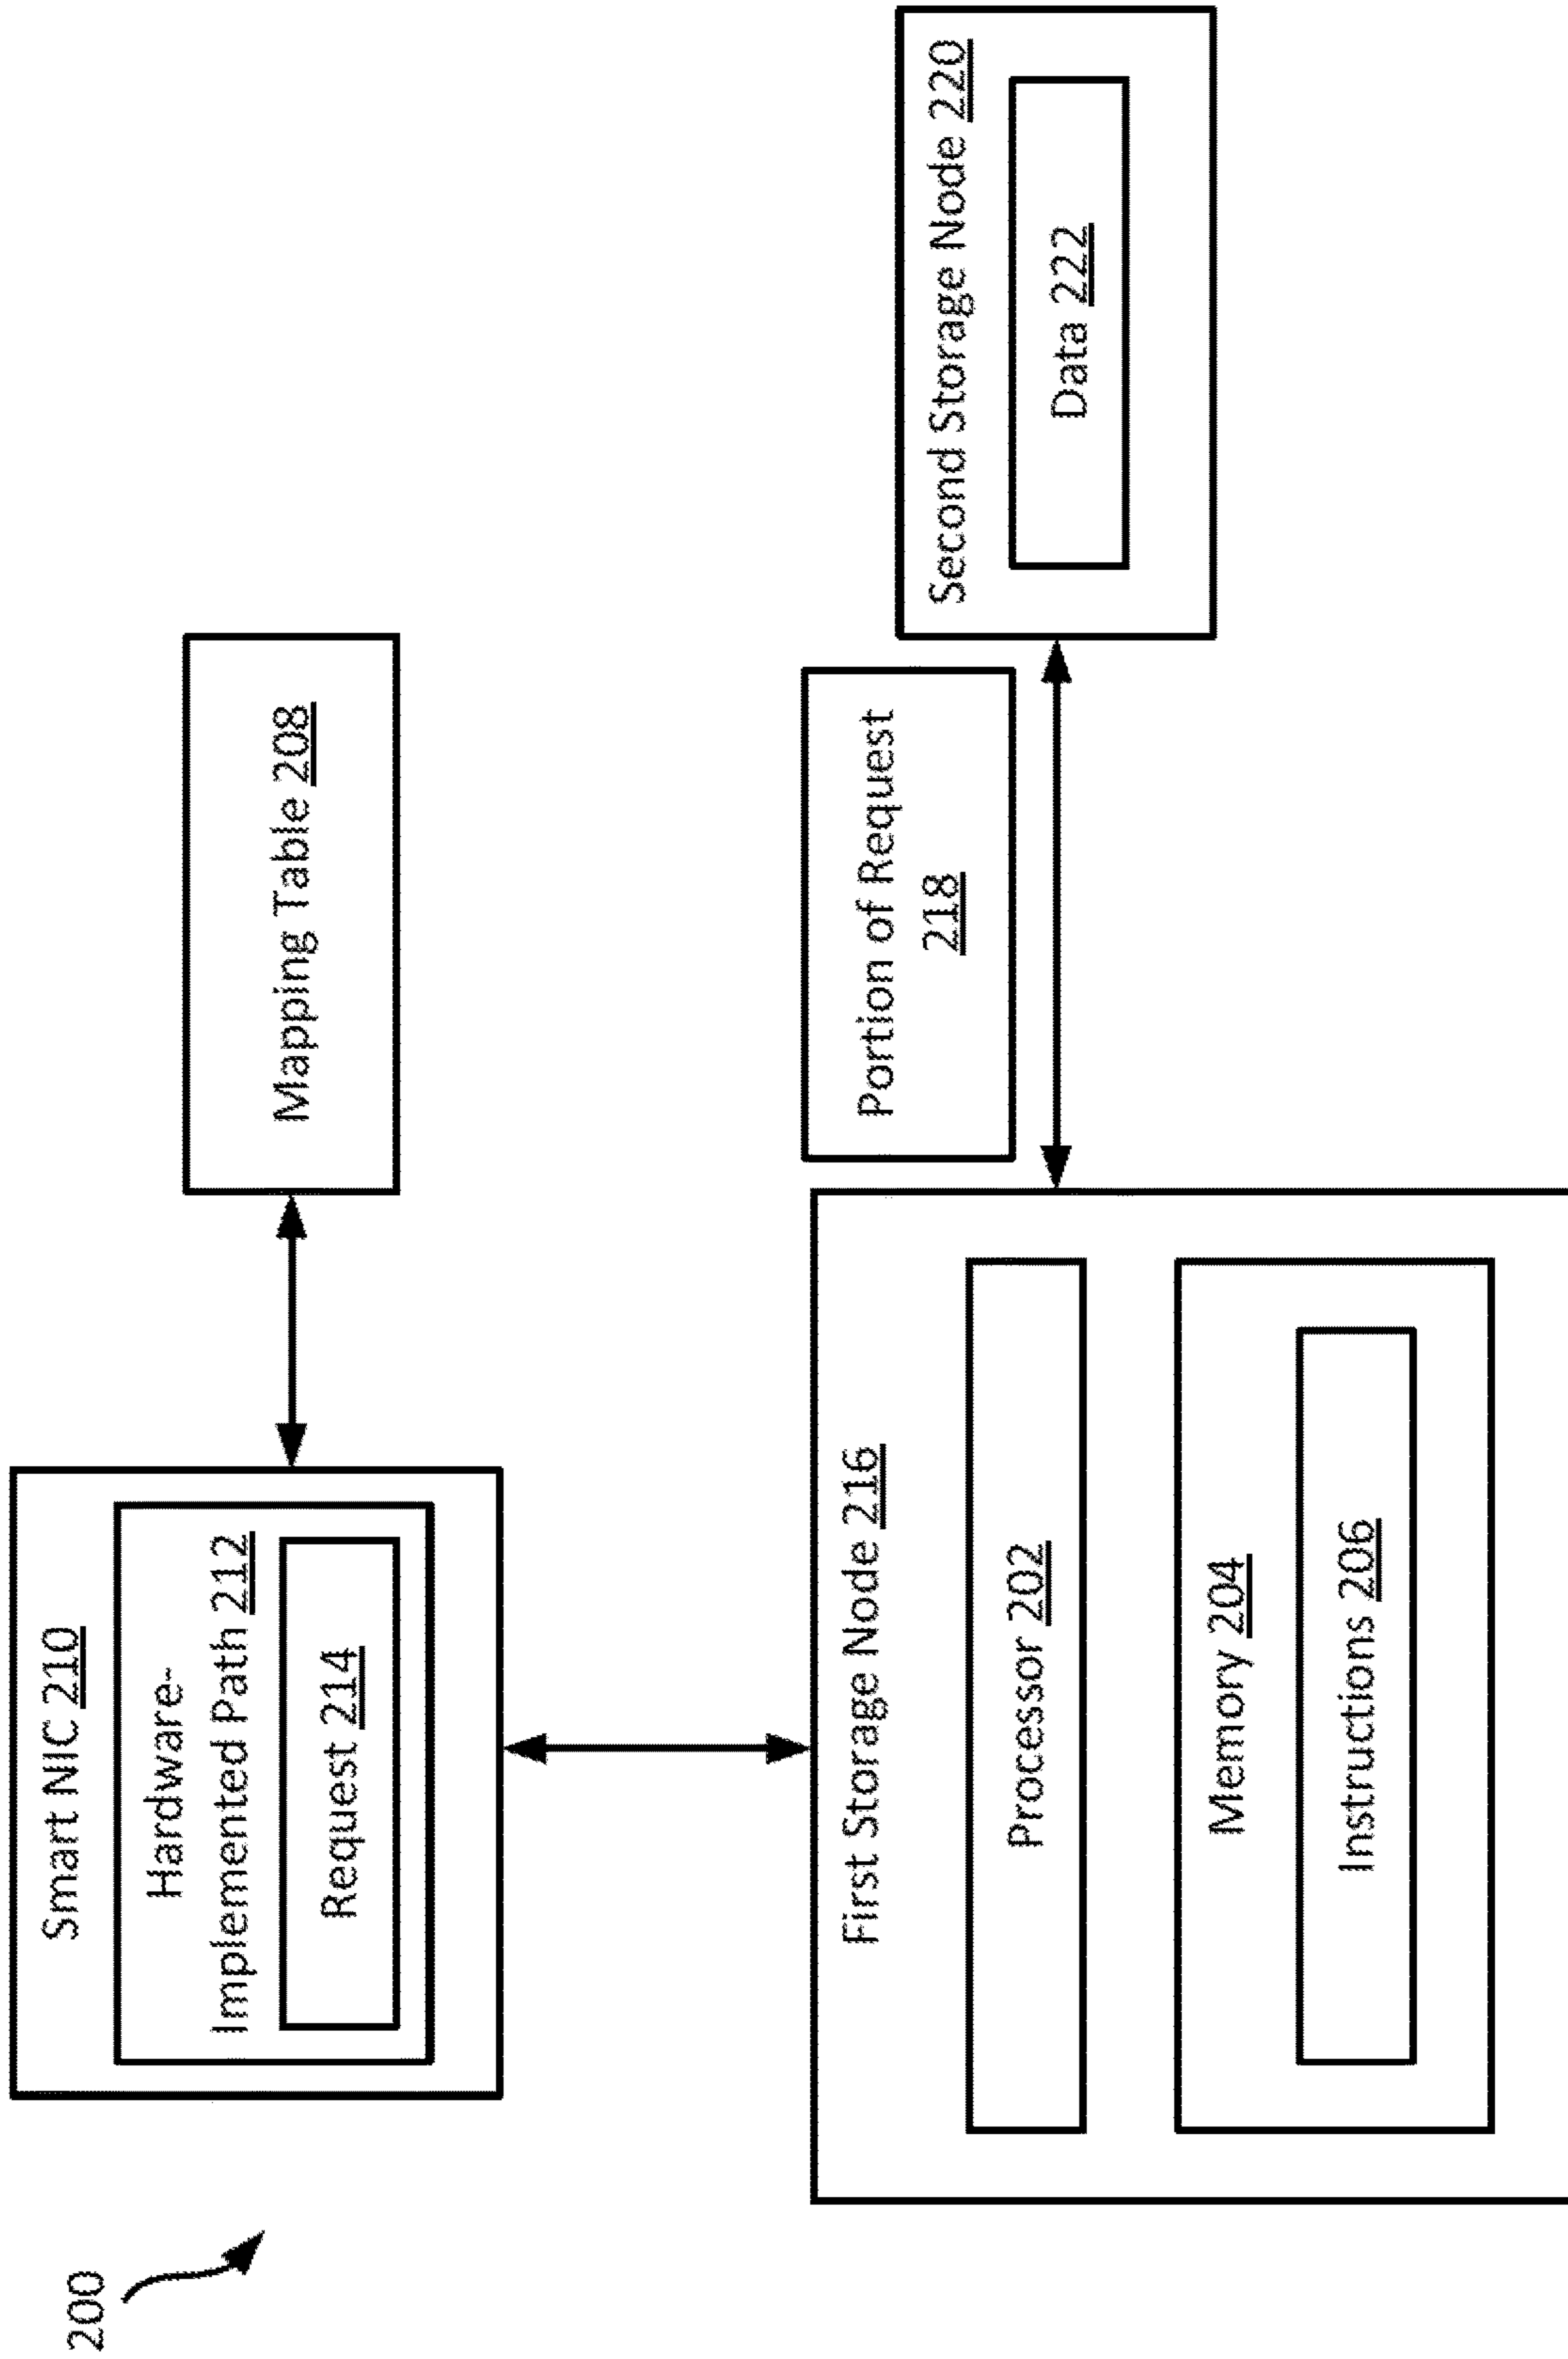 200
Smart NIC 210
Hardware-
Implemented Path 212
Request 214
Mapping Table 208
First Storage Node 216
Processor 202
Memory 204
Instructions 206
Portion of Request
218
Second Storage Node 220
Data 222